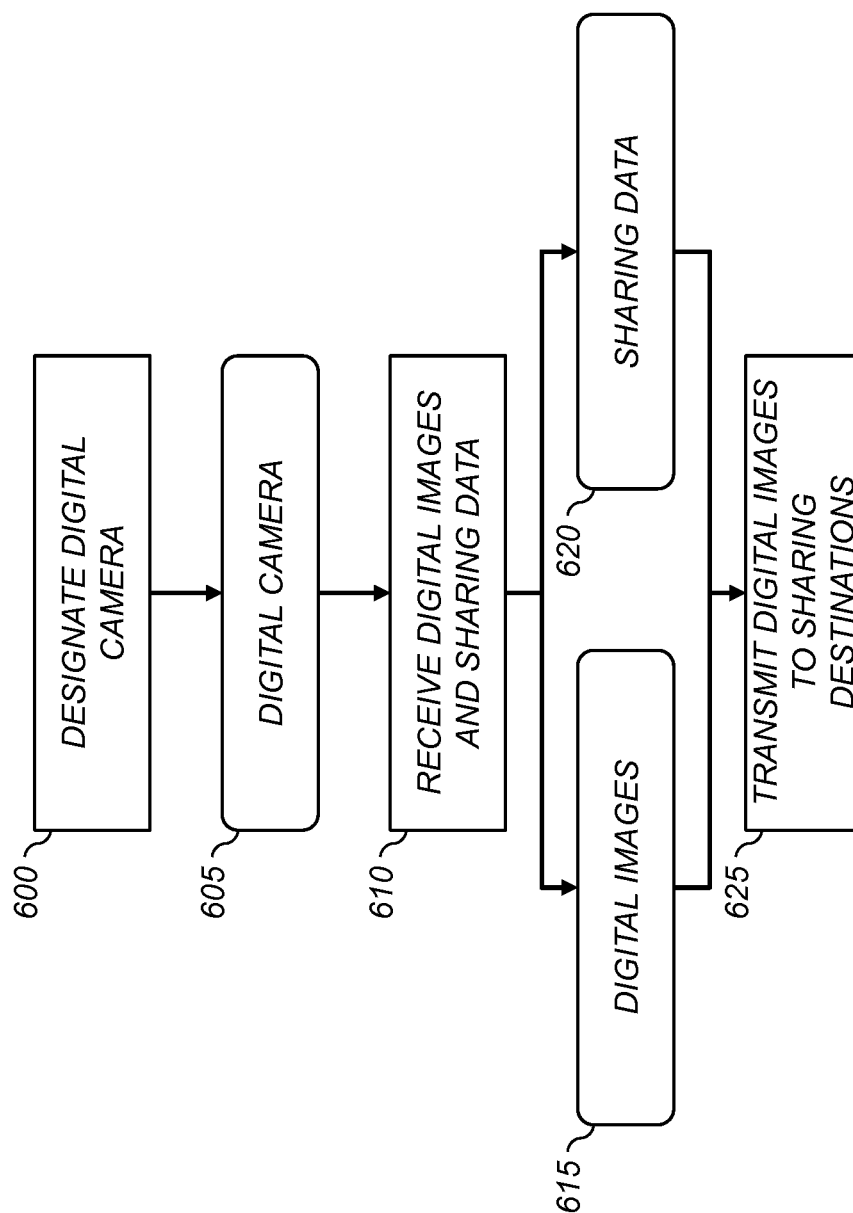 600
DESIGNATE DIGITAL
CAMERA
605
DIGITAL CAMERA
610
RECEIVE DIGITAL IMAGES
AND SHARING DATA
615
DIGITAL IMAGES
620
SHARING DATA
625
TRANSMIT DIGITAL IMAGES
TO SHARING
DESTINATIONS